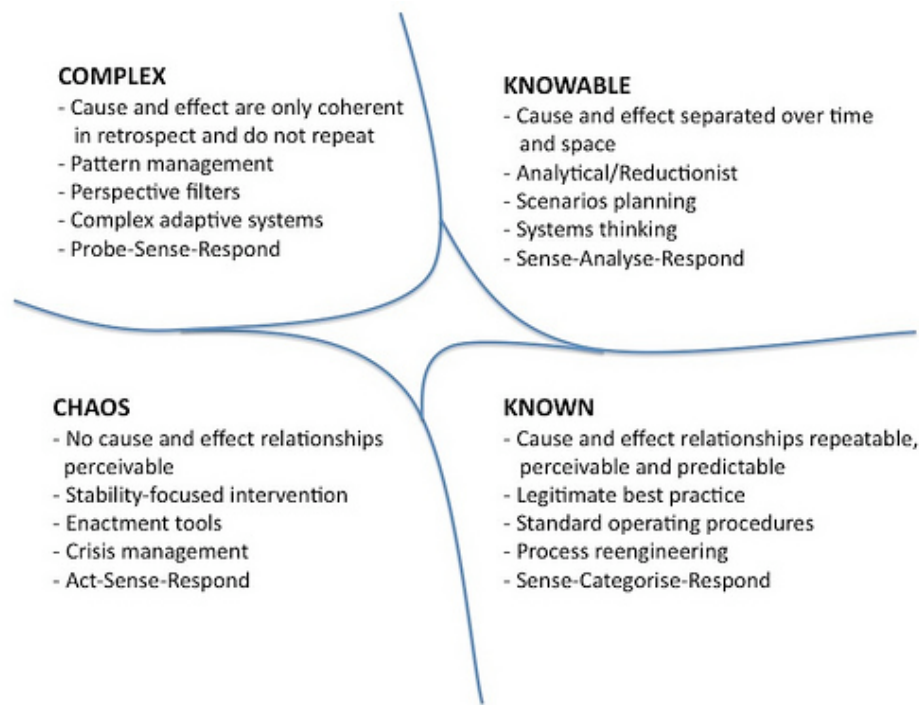 COMPLEX
- Cause and effect are only coherent
in retrospect and do not repeat
- Pattern management
- Perspective filters
- Complex adaptive systems
- Probe-Sense-Respond
KNOWABLE
- Cause and effect separated over time
and space
- Analytical/Reductionist
- Scenarios planning
- Systems thinking
- Sense-Analyse-Respond
CHAOS
- No cause and effect relationships
perceivable
- Stability-focused intervention
- Enactment tools
- Crisis management
- Act-Sense-Respond
KNOWN
- Cause and effect relationships repeatable,
perceivable and predictable
- Legitimate best practice
- Standard operating procedures
- Process reengineering
- Sense-Categorise-Respond